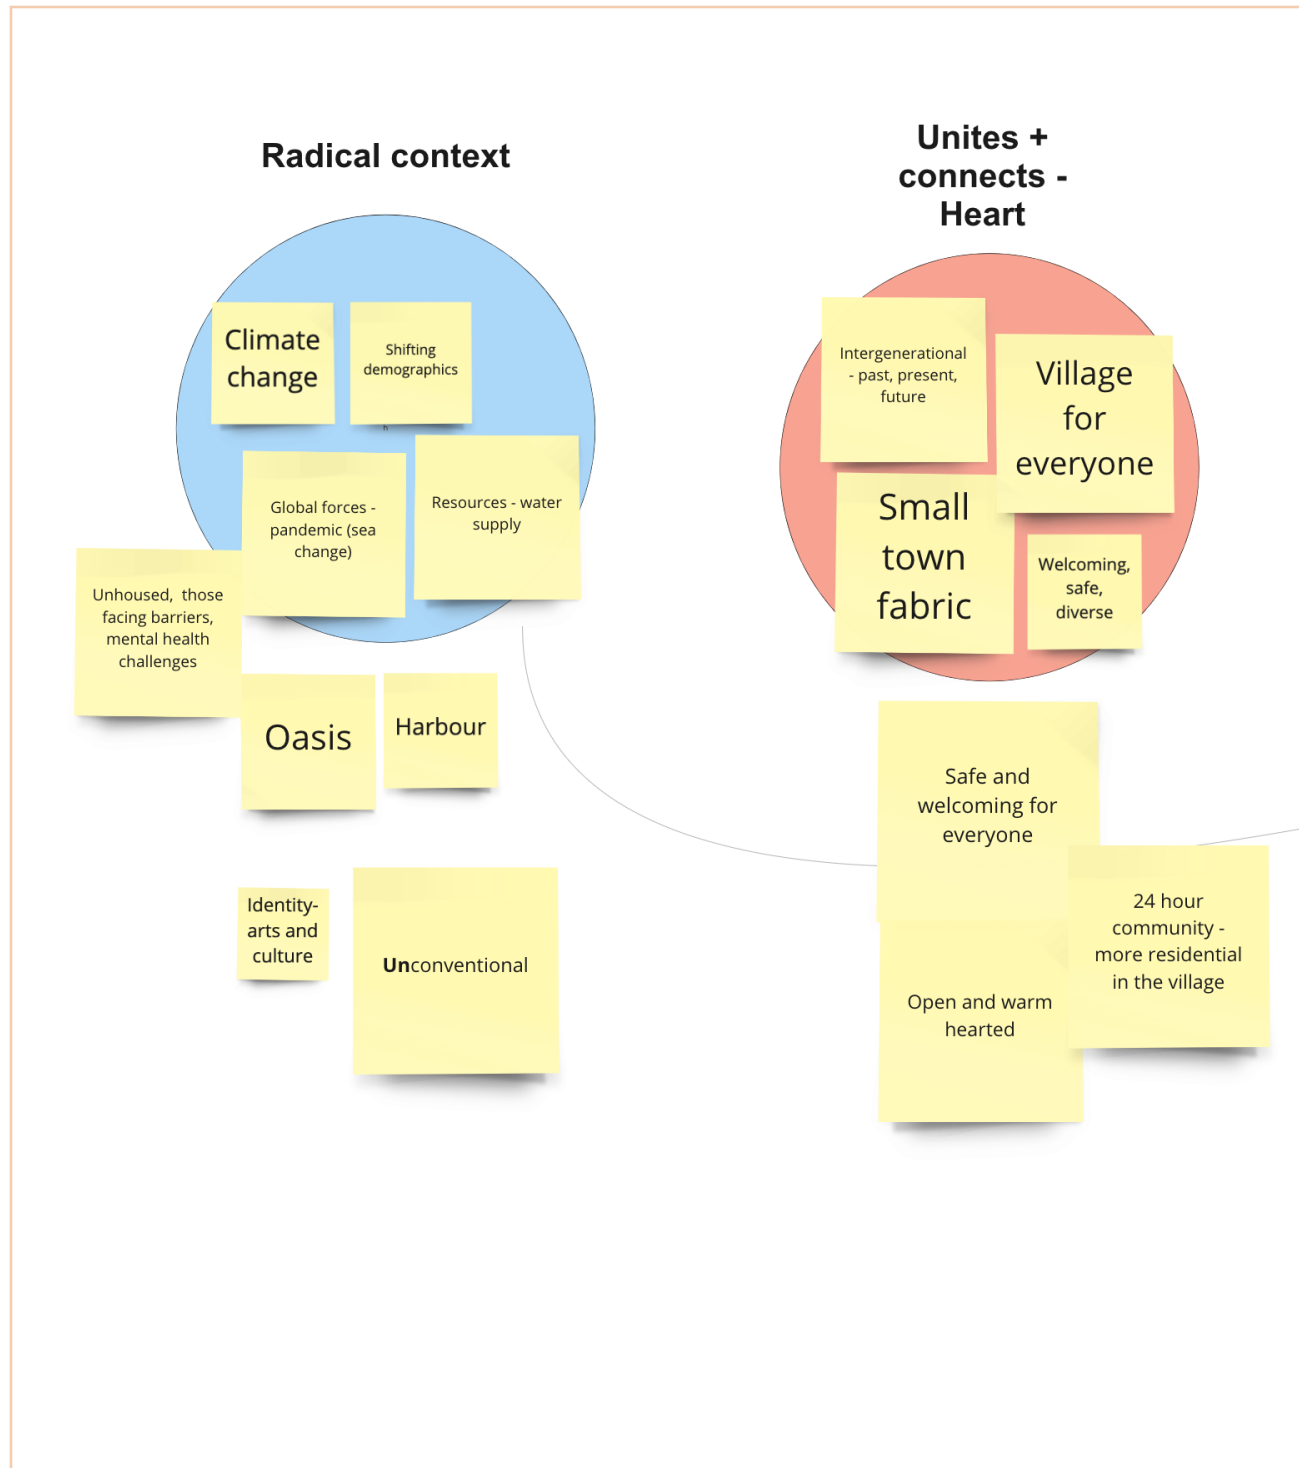 Radical context
Climate
change
Shifting
demographics
h
Global forces -
pandemic (sea
change)
Resources - water
supply
Unhoused,  those
facing barriers,
mental health
challenges
Oasis
Harbour
Identity-
arts and
culture
Unconventional
Unites +
connects -
Heart
Intergenerational
- past, present,
future
Village
for
everyone
Small
town
fabric
Welcoming,
safe,
diverse
Safe and
welcoming for
everyone
24 hour
community -
more residential
in the village
Open and warm
hearted